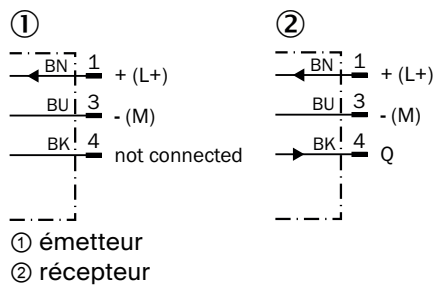 ① ②
BN 1 + (L+) BN 1 + (L+)
BU 3 - (M) BU 3 - (M)
BK 4 not connected BK 4 Q
① émetteur
② récepteur